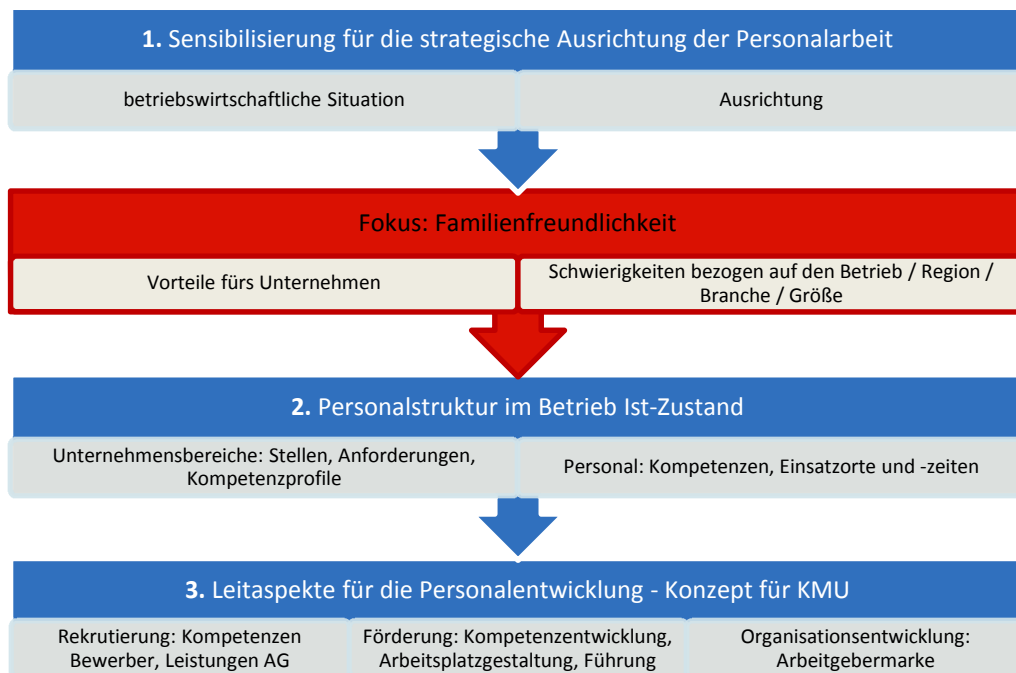 1. Sensibilisierung für die strategische Ausrichtung der Personalarbeit
betriebswirtschaftliche Situation
Ausrichtung
Fokus: Familienfreundlichkeit
Vorteile fürs Unternehmen
Schwierigkeiten bezogen auf den Betrieb / Region /
Branche / Größe
2. Personalstruktur im Betrieb Ist-Zustand
Unternehmensbereiche: Stellen, Anforderungen,
Kompetenzprofile
Personal: Kompetenzen, Einsatzorte und -zeiten
3. Leitaspekte für die Personalentwicklung - Konzept für KMU
Rekrutierung: Kompetenzen
Bewerber, Leistungen AG
Förderung: Kompetenzentwicklung,
Arbeitsplatzgestaltung, Führung
Organisationsentwicklung:
Arbeitgebermarke